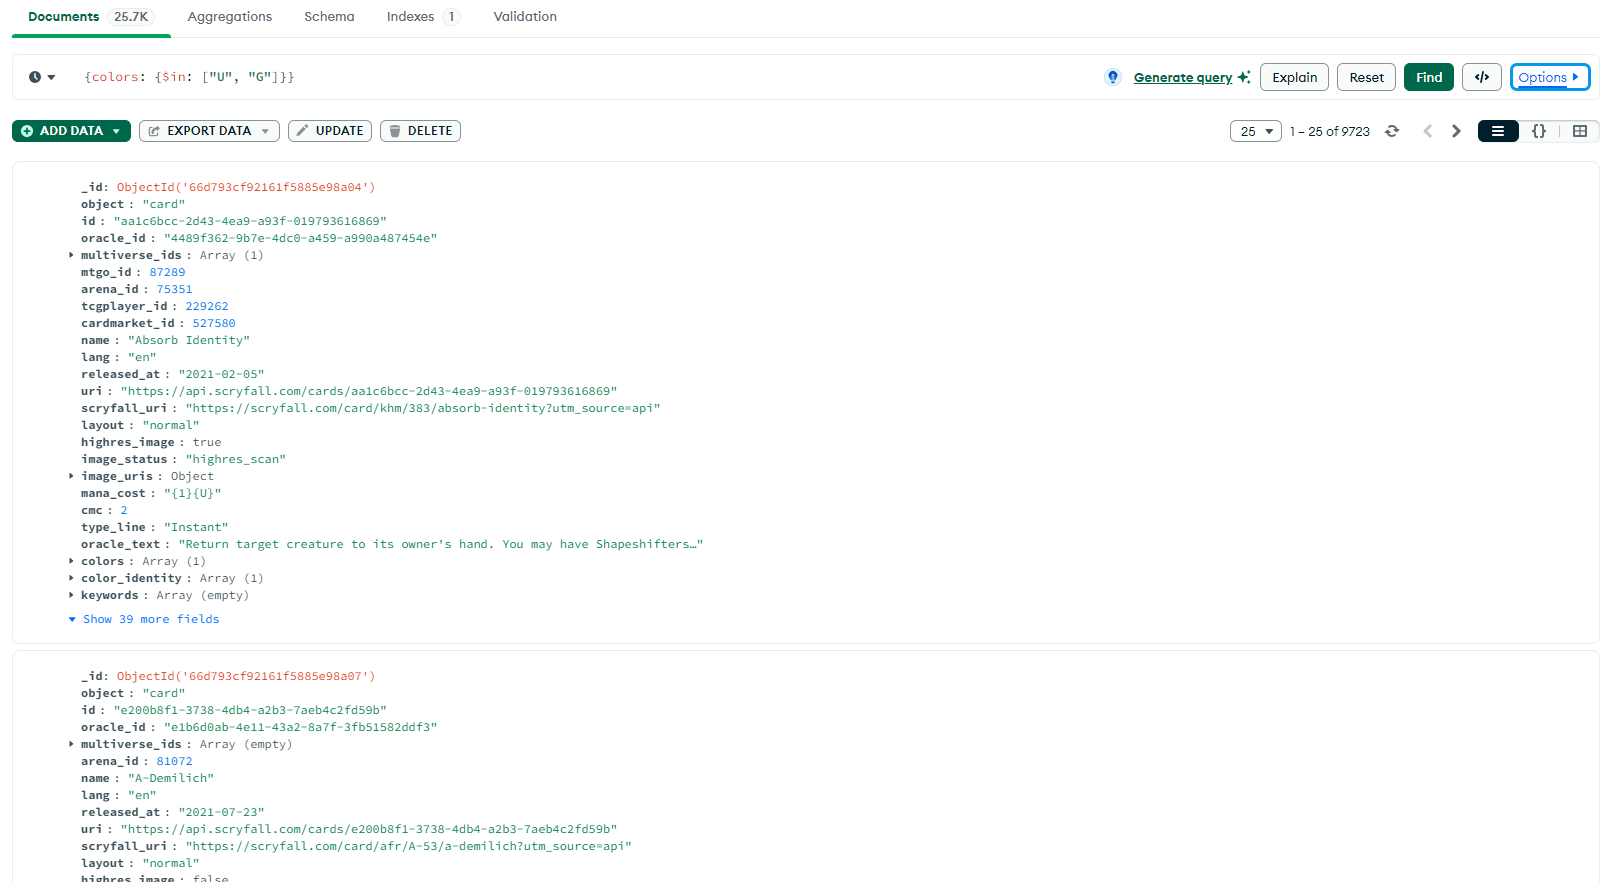 Documents 25.7K Aggregations Schema Indexes 1 Validation
{colors: {$in: ["U", "G"]}} Generate query Explain Reset Find </> Options
ADD DATA EXPORT DATA UPDATE DELETE 25 1 – 25 of 9723 {}
_id: ObjectId('66d793cf92161f5885e98a04')
object : "card"
id : "aa1c6bcc-2d43-4ea9-a93f-019793616869"
oracle_id : "4489f362-9b7e-4dc0-a459-a990a487454e"
multiverse_ids : Array (1)
mtgo_id : 87289
arena_id : 75351
tcgplayer_id : 229262
cardmarket_id : 527580
name : "Absorb Identity"
lang : "en"
released_at : "2021-02-05"
uri : "https://api.scryfall.com/cards/aa1c6bcc-2d43-4ea9-a93f-019793616869"
scryfall_uri : "https://scryfall.com/card/khm/383/absorb-identity?utm_source=api"
layout : "normal"
highres_image : true
image_status : "highres_scan"
image_uris : Object
mana_cost : "{1}{U}"
cmc : 2
type_line : "Instant"
oracle_text : "Return target creature to its owner's hand. You may have Shapeshifters…"
colors : Array (1)
color_identity : Array (1)
keywords : Array (empty)
Show 39 more fields
_id: ObjectId('66d793cf92161f5885e98a07')
object : "card"
id : "e200b8f1-3738-4db4-a2b3-7aeb4c2fd59b"
oracle_id : "e1b6d0ab-4e11-43a2-8a7f-3fb51582ddf3"
multiverse_ids : Array (empty)
arena_id : 81072
name : "A-Demilich"
lang : "en"
released_at : "2021-07-23"
uri : "https://api.scryfall.com/cards/e200b8f1-3738-4db4-a2b3-7aeb4c2fd59b"
scryfall_uri : "https://scryfall.com/card/afr/A-53/a-demilich?utm_source=api"
layout : "normal"
highres_image : false